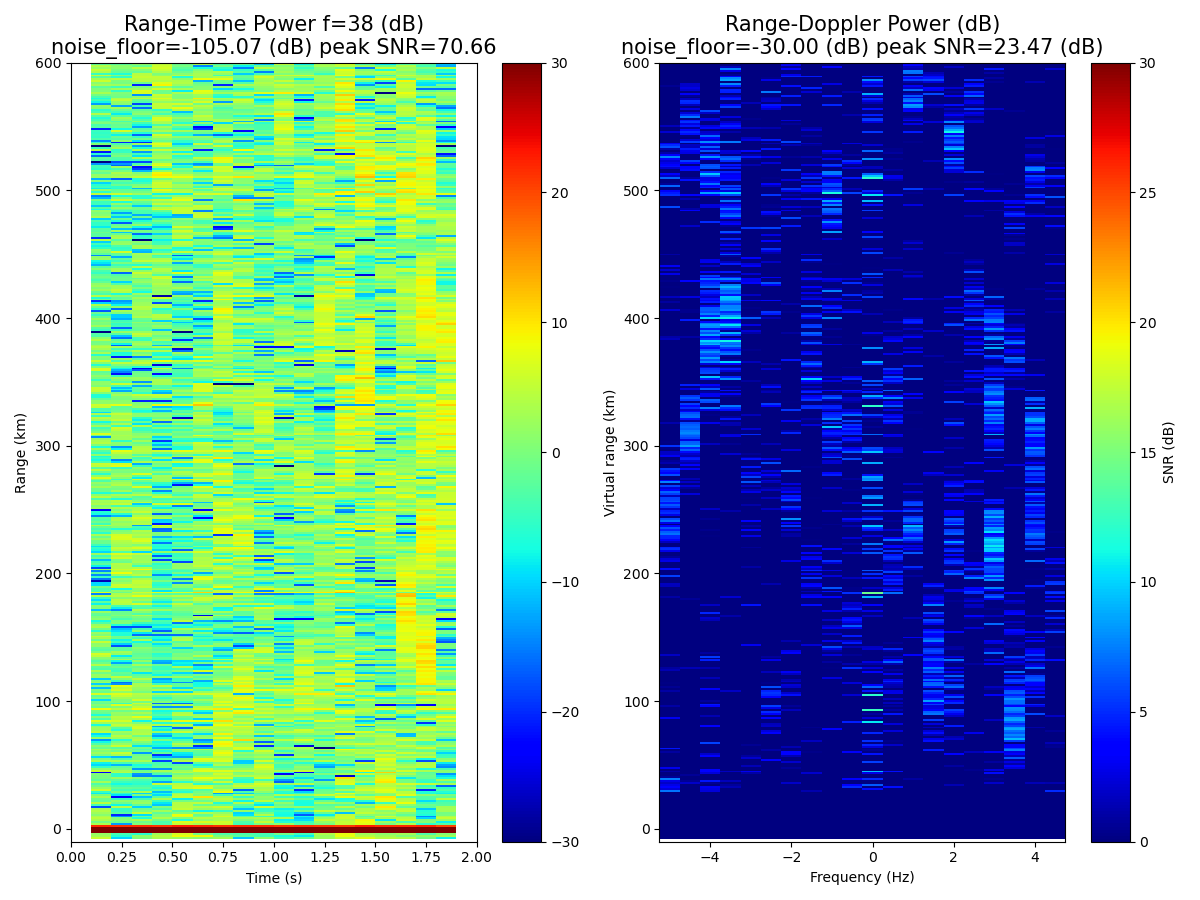 Range-Time Power f=38 (dB)
noise_floor=-105.07 (dB) peak SNR=70.66
Range-Doppler Power (dB)
noise_floor=-30.00 (dB) peak SNR=23.47 (dB)
Range (km)
600
500
400
300
200
100
0
0.00 0.25 0.50 0.75 1.00 1.25 1.50 1.75 2.00
Time (s)
30
20
10
0
−10
−20
−30
Virtual range (km)
600
500
400
300
200
100
0
−4 −2 0 2 4
Frequency (Hz)
30
25
20
15
10
5
0
SNR (dB)